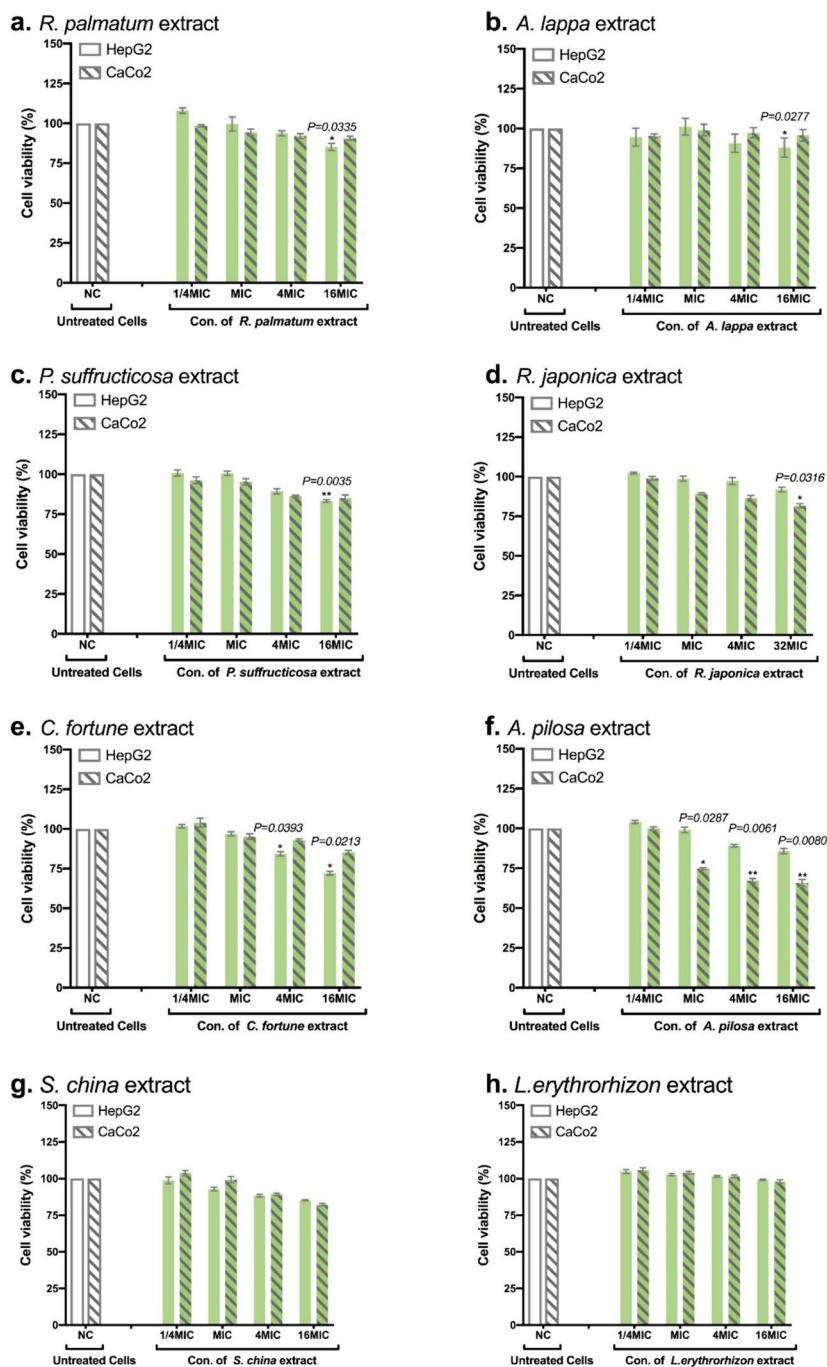 a. R. palmatum extract
HepG2
CaCo2
Cell viability (%)
150
125
100
75
50
25
0
P=0.0335
*
NC
1/4MIC
MIC
4MIC
16MIC
Untreated Cells
Con. of R. palmatum extract
b. A. lappa extract
HepG2
CaCo2
Cell viability (%)
150
125
100
75
50
25
0
P=0.0277
*
NC
1/4MIC
MIC
4MIC
16MIC
Untreated Cells
Con. of A. lappa extract
c. P. suffructicosa extract
HepG2
CaCo2
Cell viability (%)
150
125
100
75
50
25
0
P=0.0035
**
NC
1/4MIC
MIC
4MIC
16MIC
Untreated Cells
Con. of P. suffructicosa extract
d. R. japonica extract
HepG2
CaCo2
Cell viability (%)
150
125
100
75
50
25
0
P=0.0316
*
NC
1/4MIC
MIC
4MIC
32MIC
Untreated Cells
Con. of R. japonica extract
e. C. fortune extract
HepG2
CaCo2
Cell viability (%)
150
125
100
75
50
25
0
P=0.0393
*
P=0.0213
*
NC
1/4MIC
MIC
4MIC
16MIC
Untreated Cells
Con. of C. fortune extract
f. A. pilosa extract
HepG2
CaCo2
Cell viability (%)
150
125
100
75
50
25
0
P=0.0287
*
P=0.0061
**
P=0.0080
**
NC
1/4MIC
MIC
4MIC
16MIC
Untreated Cells
Con. of A. pilosa extract
g. S. china extract
HepG2
CaCo2
Cell viability (%)
150
125
100
75
50
25
0
NC
1/4MIC
MIC
4MIC
16MIC
Untreated Cells
Con. of S. china extract
h. L.erythrorhizon extract
HepG2
CaCo2
Cell viability (%)
150
125
100
75
50
25
0
NC
1/4MIC
MIC
4MIC
16MIC
Untreated Cells
Con. of L.erythrorhizon extract